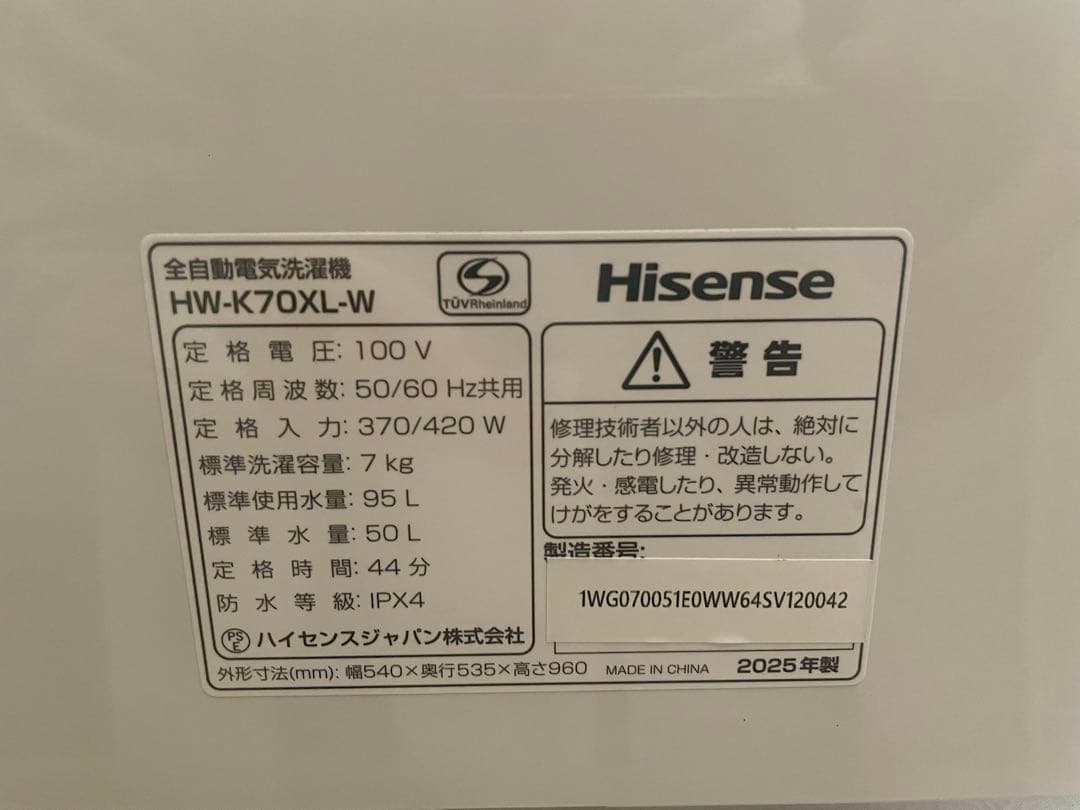 全自動電気洗濯機
HW-K70XL-W
TÜVRheinland
Hisense
定格電圧: 100 V
定格周波数: 50/60 Hz共用
定格入力: 370/420 W
標準洗濯容量: 7 kg
標準使用水量: 95 L
標準水量: 50 L
定格時間: 44 分
防水等級: IPX4
PSE ハイセンスジャパン株式会社
警告
修理技術者以外の人は、絶対に
分解したり修理・改造しない。
発火・感電したり、異常動作して
けがをすることがあります。
製造番号:
1WG070051E0WW64SV120042
外形寸法(mm): 幅540×奥行535×高さ960 MADE IN CHINA 2025年製